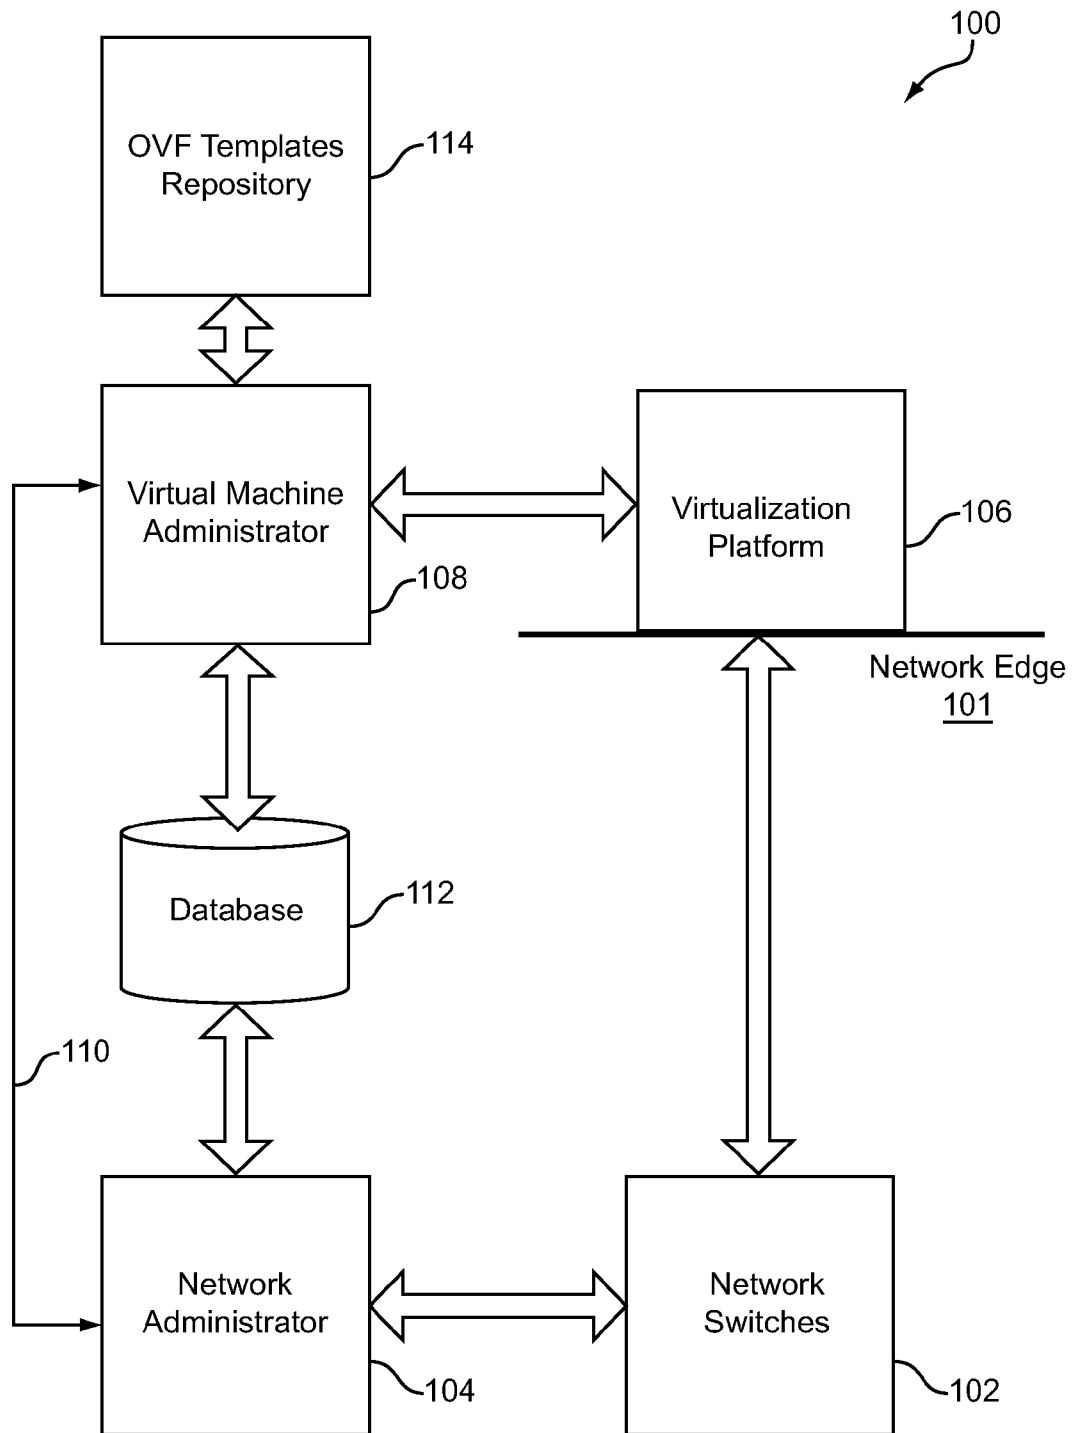 100
OVF Templates
Repository
114
Virtual Machine
Administrator
108
Virtualization
Platform
106
Network Edge
101
Database
112
110
Network
Administrator
104
Network
Switches
102